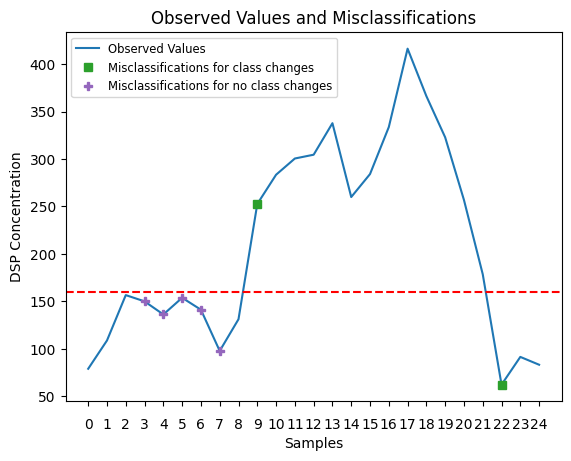 Observed Values and Misclassifications
Observed Values
Misclassifications for class changes
Misclassifications for no class changes
DSP Concentration
400
350
300
250
200
150
100
50
0 1 2 3 4 5 6 7 8 9 10 11 12 13 14 15 16 17 18 19 20 21 22 23 24
Samples